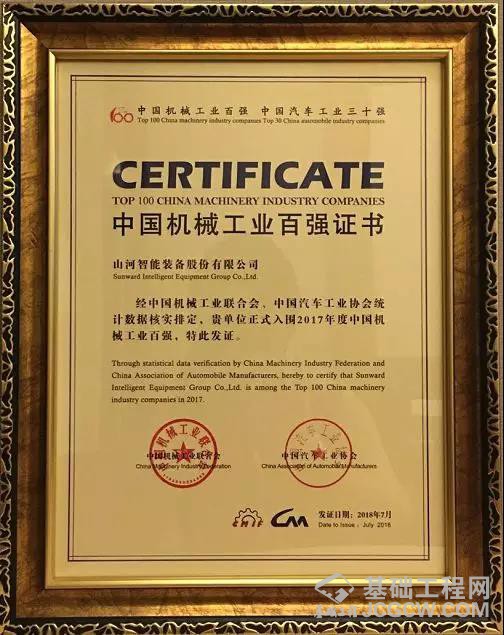 100 中国机械工业百强 中国汽车工业三十强
Top 100 China machinery industry companies Top 30 China automobile industry companies
CERTIFICATE
TOP 100 CHINA MACHINERY INDUSTRY COMPANIES
中国机械工业百强证书
山河智能装备股份有限公司
Sunward Intelligent Equipment Group Co.,Ltd.
经中国机械工业联合会、中国汽车工业协会统
计数据核实排定，贵单位正式入围2017年度中国机
械工业百强，特此发证。
Through statistical data verification by China Machinery Industry Federation and
China Association of Automobile Manufacturers, hereby to certify that Sunward
Intelligent Equipment Group Co.,Ltd. is among the Top 100 China machinery
industry companies in 2017.
中国机械工业联合会 中国汽车工业协会
China Machinery Industry Federation China Association of Automobile Manufacturers
CMIF CM 发证日期：2018年7月
Date to Issue：July 2018
基础工程网